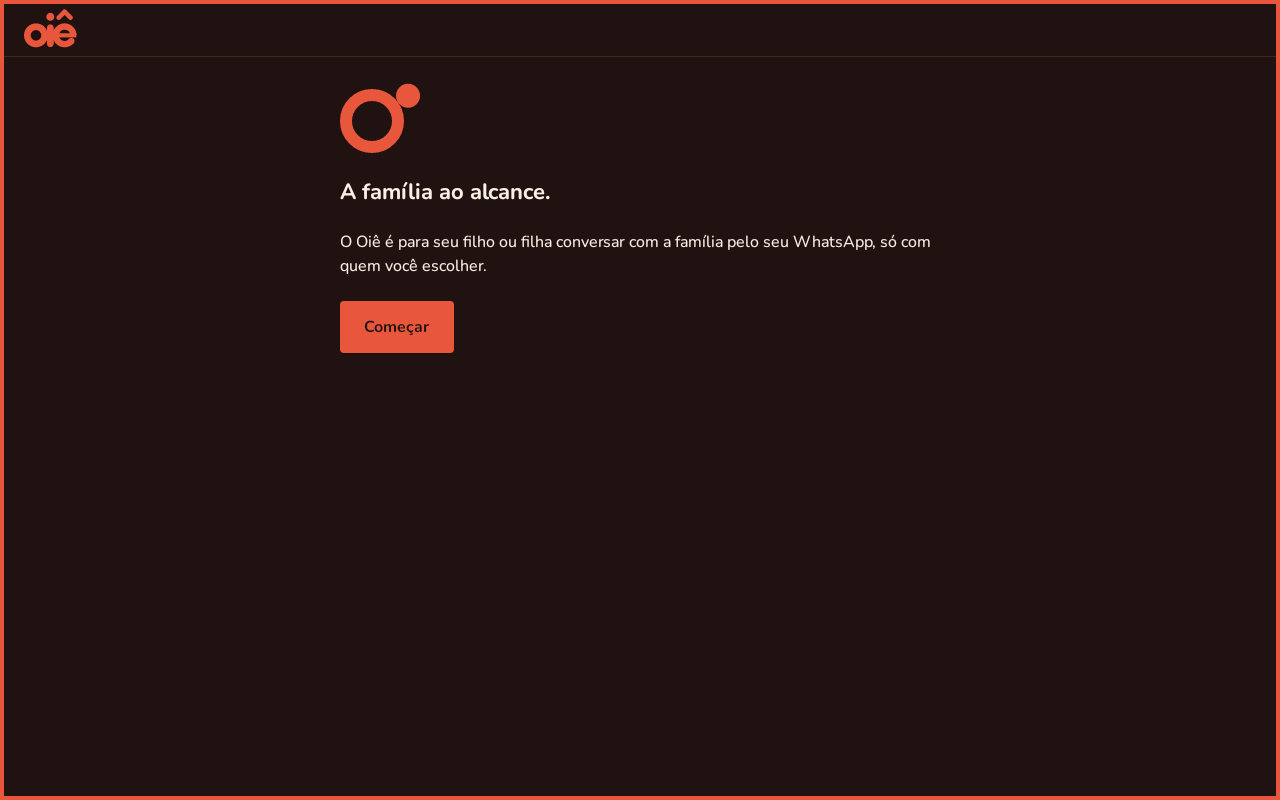 oiê
A família ao alcance.
O Oiê é para seu filho ou filha conversar com a família pelo seu WhatsApp, só com
quem você escolher.
Começar